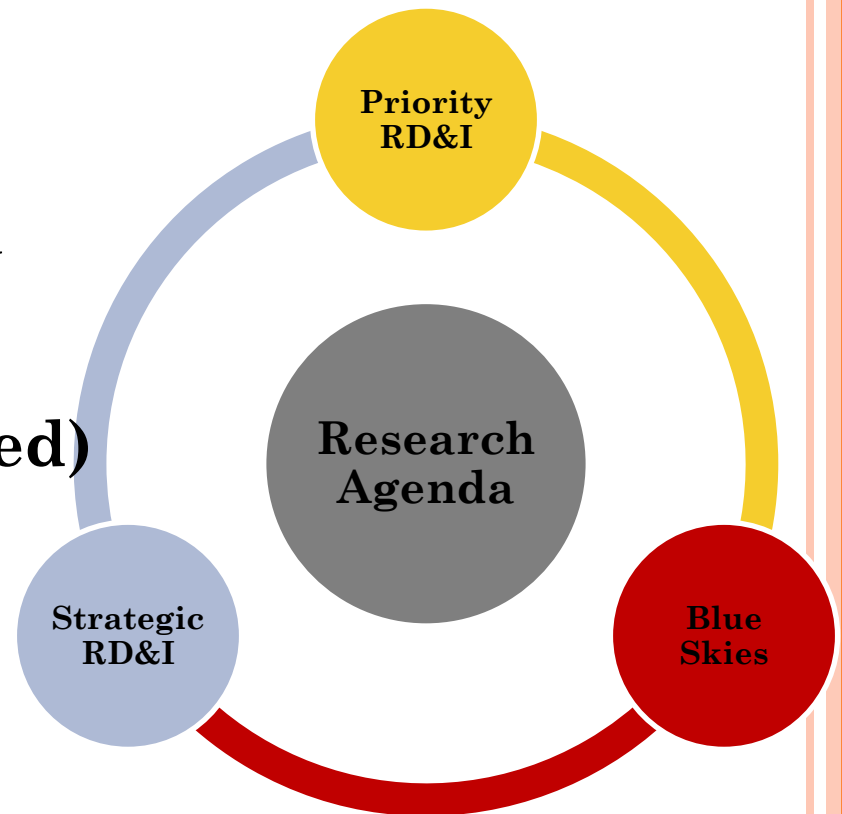 Priority
RD&I
ed)
Research
Agenda
Strategic
RD&I
Blue
Skies